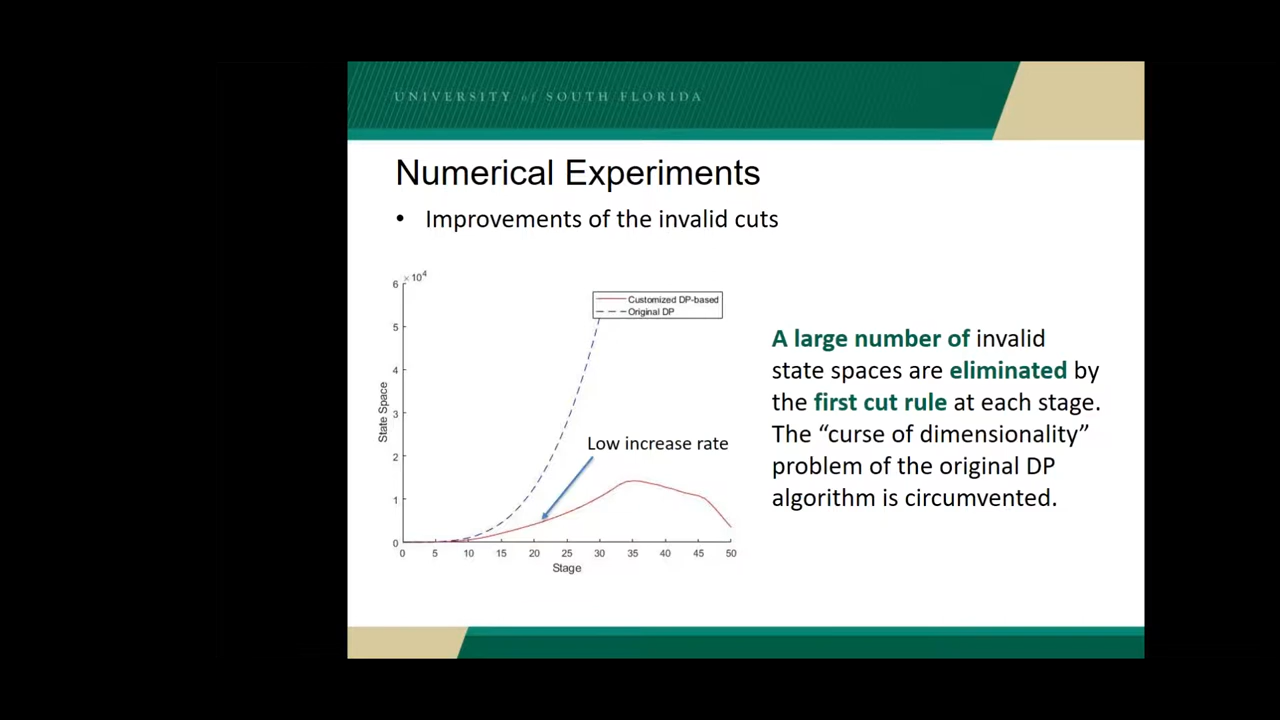 UNIVERSITY of SOUTH FLORIDA
Numerical Experiments
• Improvements of the invalid cuts
×10⁴
6
5
4
3
2
1
0
State Space
Customized DP-based
Original DP
Low increase rate
0 5 10 15 20 25 30 35 40 45 50
Stage
A large number of invalid
state spaces are eliminated by
the first cut rule at each stage.
The “curse of dimensionality”
problem of the original DP
algorithm is circumvented.